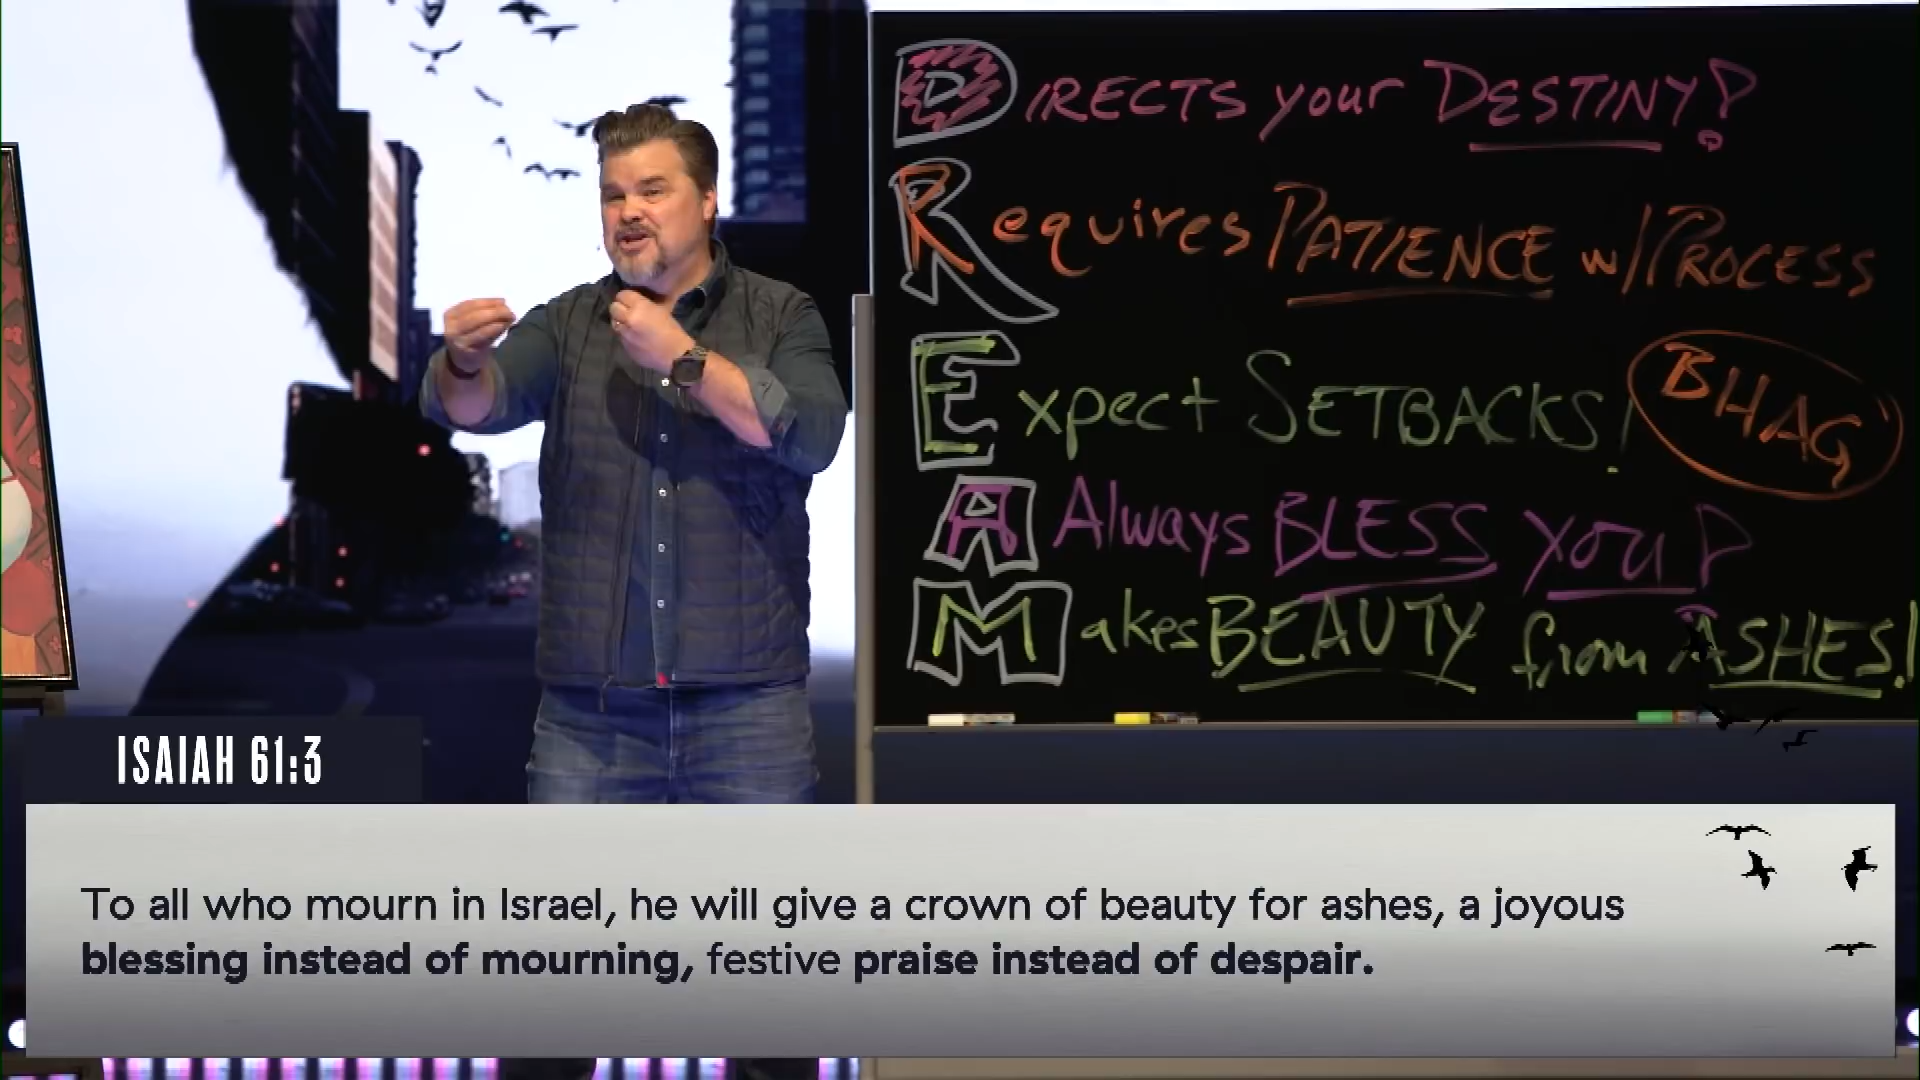 DIRECTS your DESTINY!
Requires PATIENCE w/ PROCESS
Expect SETBACKS!
BHAG
A Always BLESS YOU!
Makes BEAUTY from ASHES!
ISAIAH 61:3
To all who mourn in Israel, he will give a crown of beauty for ashes, a joyous
blessing instead of mourning, festive praise instead of despair.